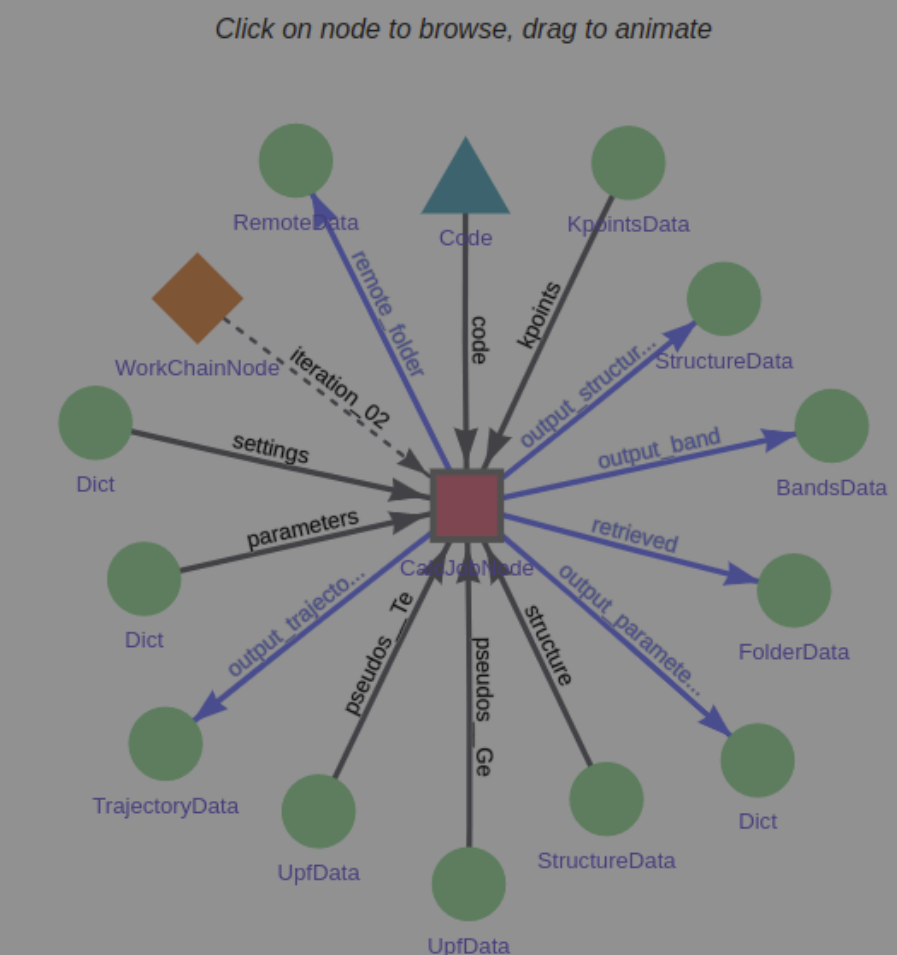 Click on node to browse, drag to animate
RemoteData
Code
KpointsData
remote_folder
code
kpoints
WorkChainNode
iteration_02
output_structur...
StructureData
settings
output_band
Dict
BandsData
parameters
retrieved
CalcJobNode
Dict
output_trajecto...
pseudos__Te
pseudos__Ge
structure
output_paramete...
FolderData
TrajectoryData
UpfData
UpfData
StructureData
Dict